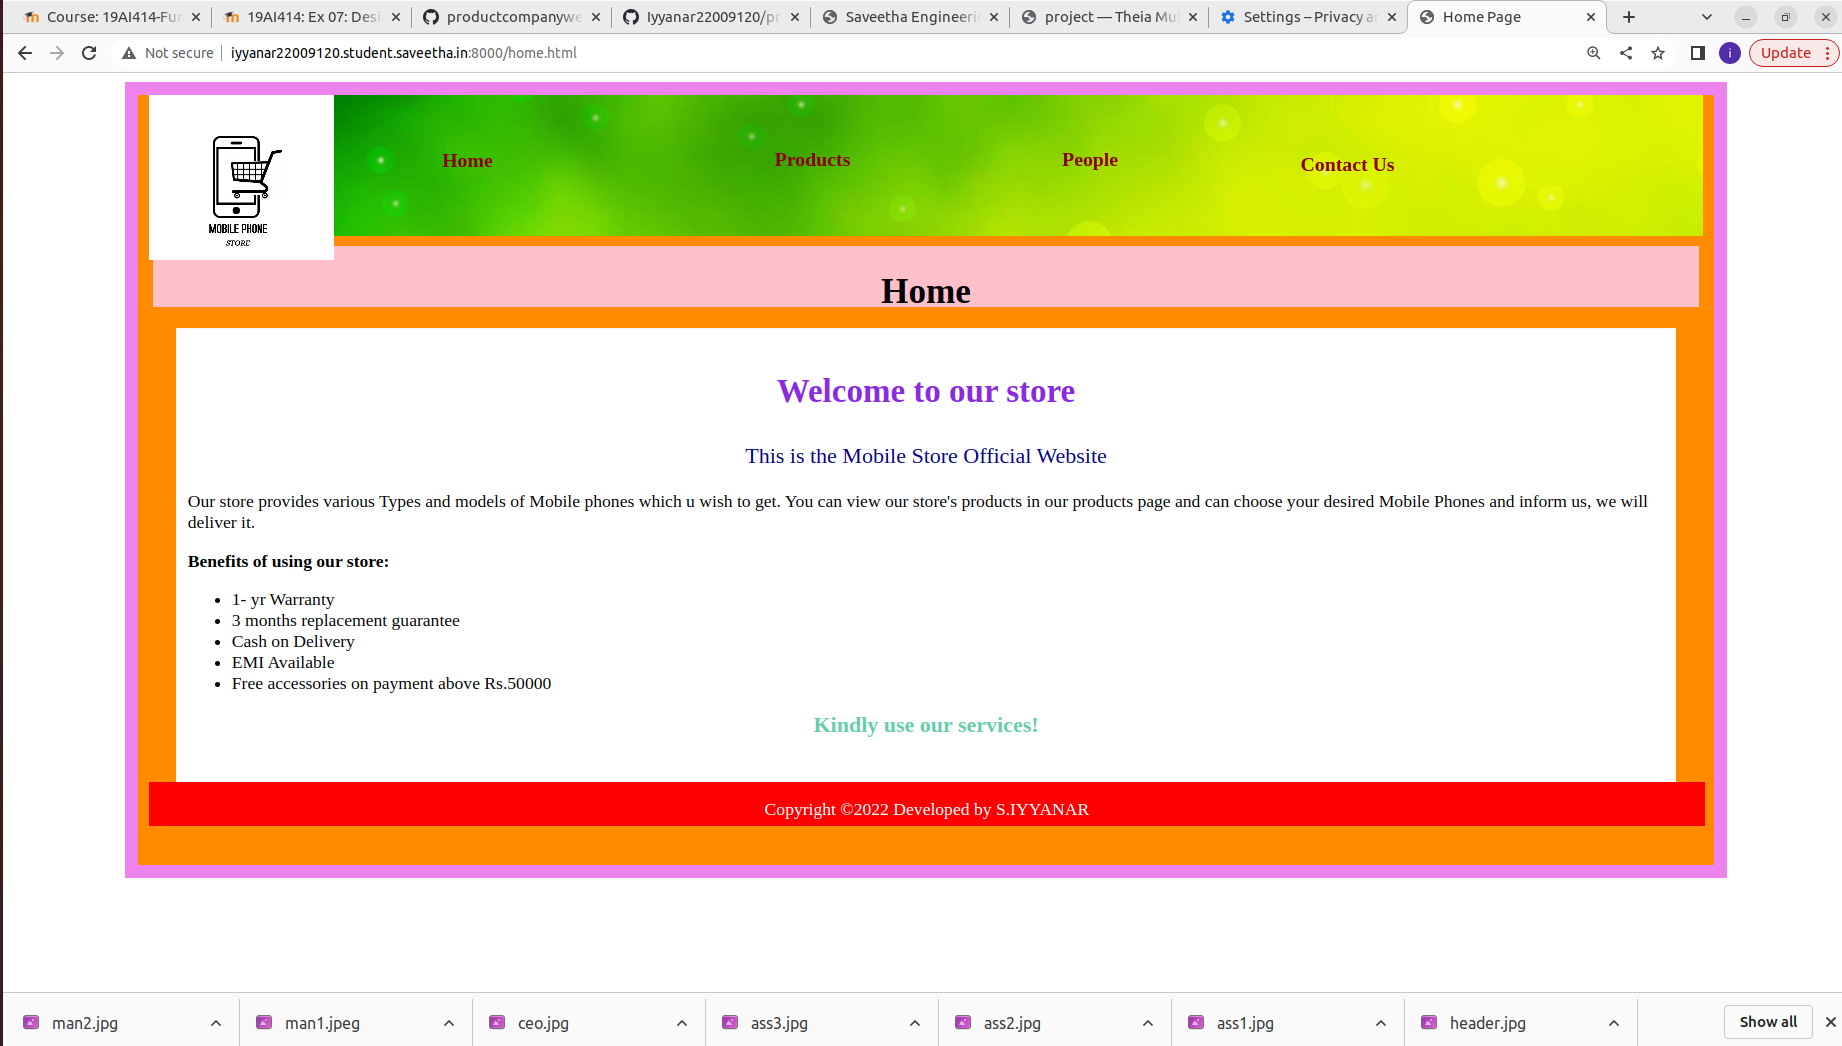 Course: 19AI414-Fun
19AI414: Ex 07: Desi
productcompanywe
Iyyanar22009120/pr
Saveetha Engineerin
project — Theia Mul
Settings – Privacy an
Home Page
Not secure
iyyanar22009120.student.saveetha.in:8000/home.html
i
Update
MOBILE PHONE
STORE
Home
Products
People
Contact Us
Home
Welcome to our store
This is the Mobile Store Official Website
Our store provides various Types and models of Mobile phones which u wish to get. You can view our store's products in our products page and can choose your desired Mobile Phones and inform us, we will
deliver it.
Benefits of using our store:
• 1- yr Warranty
• 3 months replacement guarantee
• Cash on Delivery
• EMI Available
• Free accessories on payment above Rs.50000
Kindly use our services!
Copyright ©2022 Developed by S.IYYANAR
man2.jpg
man1.jpeg
ceo.jpg
ass3.jpg
ass2.jpg
ass1.jpg
header.jpg
Show all